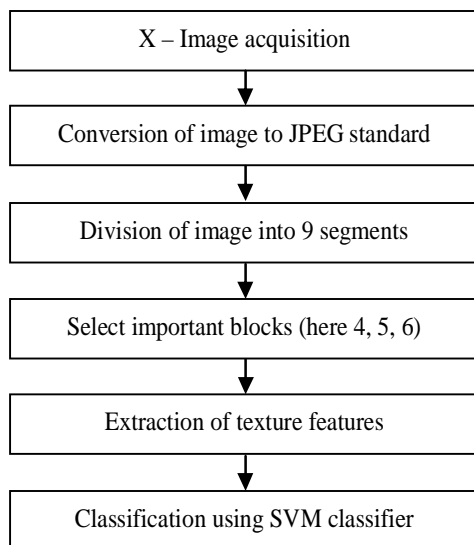 X – Image acquisition
Conversion of image to JPEG standard
Division of image into 9 segments
Select important blocks (here 4, 5, 6)
Extraction of texture features
Classification using SVM classifier